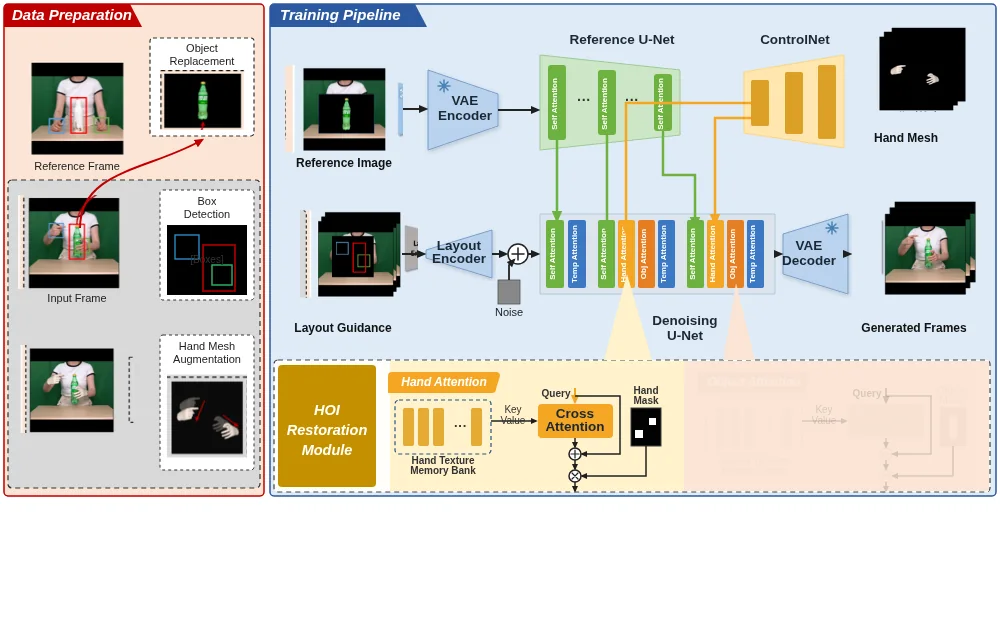 Data Preparation
Object
Replacement
Reference Frame
Box
Detection
[Boxes]
Input Frame
Hand Mesh
Augmentation
Training Pipeline
Reference U-Net
ControlNet
VAE
Encoder
Self Attention
...
Self Attention
...
Self Attention
Reference Image
Hand Mesh
Layout
Encoder
Noise
Self Attention
Temp Attention
Self Attention
Hand Attention
Obj Attention
Temp Attention
Self Attention
Hand Attention
Obj Attention
Temp Attention
VAE
Decoder
Layout Guidance
Denoising
U-Net
Generated Frames
HOI
Restoration
Module
Hand Attention
...
Hand Texture
Memory Bank
Key
Value
Query
Cross
Attention
Hand
Mask
Key
Value
Query